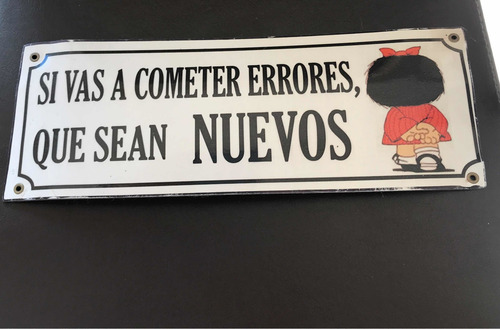 SI VAS A COMETER ERRORES,
QUE SEAN NUEVOS